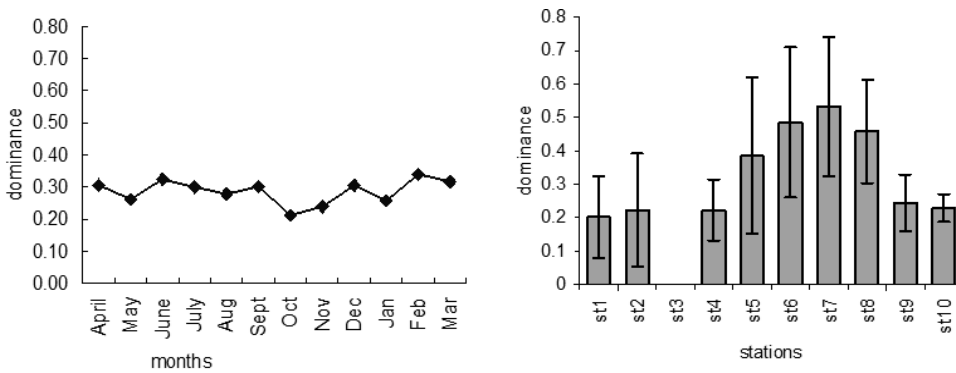 0.80
0.70
0.60
0.50
0.40
0.30
0.20
0.10
0.00
dominance
April
May
June
July
Aug
Sept
Oct
Nov
Dec
Jan
Feb
Mar
months
0.8
0.7
0.6
0.5
0.4
0.3
0.2
0.1
0
dominance
st1
st2
st3
st4
st5
st6
st7
st8
st9
st10
stations